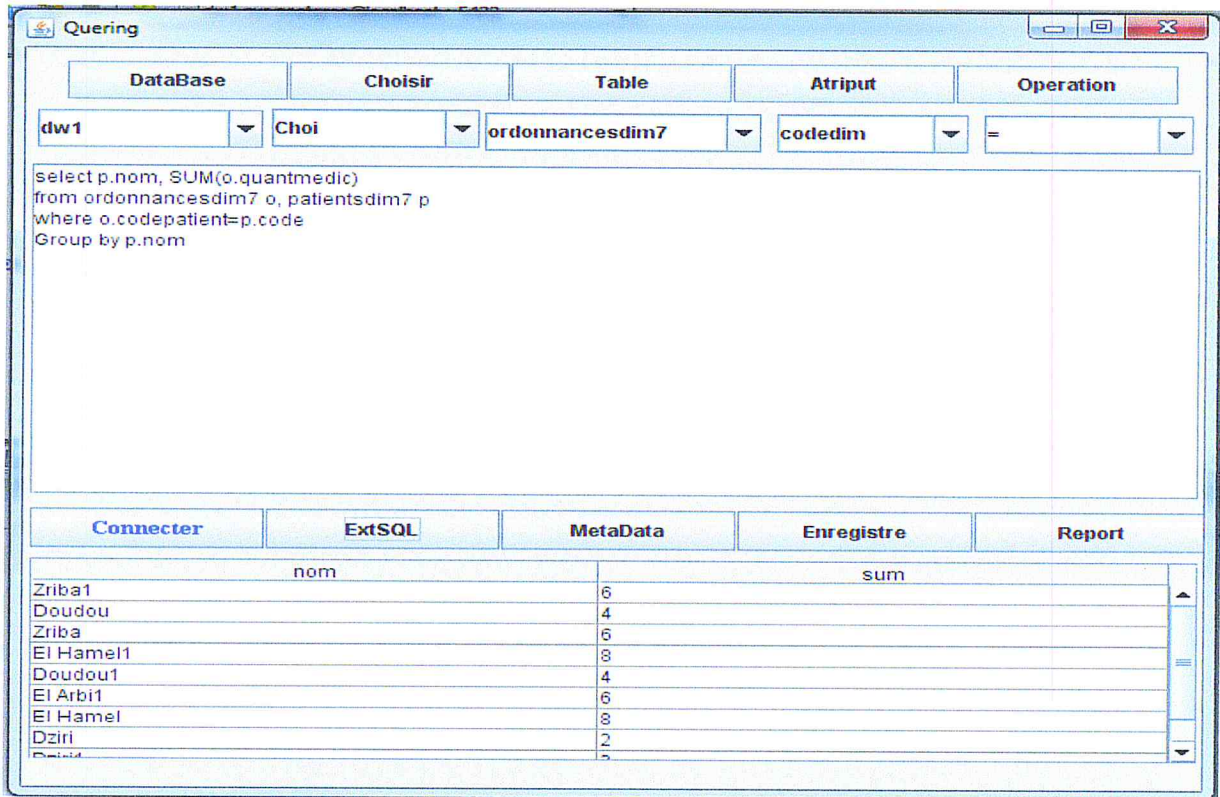 Quering
DataBase Choisir Table Atriput Operation
dw1 Choi ordonnancesdim7 codedim =
select p.nom, SUM(o.quantmedic)
from ordonnancesdim7 o, patientsdim7 p
where o.codepatient=p.code
Group by p.nom
Connecter ExtSQL MetaData Enregistre Report
nom sum
Zriba1 6
Doudou 4
Zriba 6
El Hamel1 8
Doudou1 4
El Arbi1 6
El Hamel 8
Dziri 2